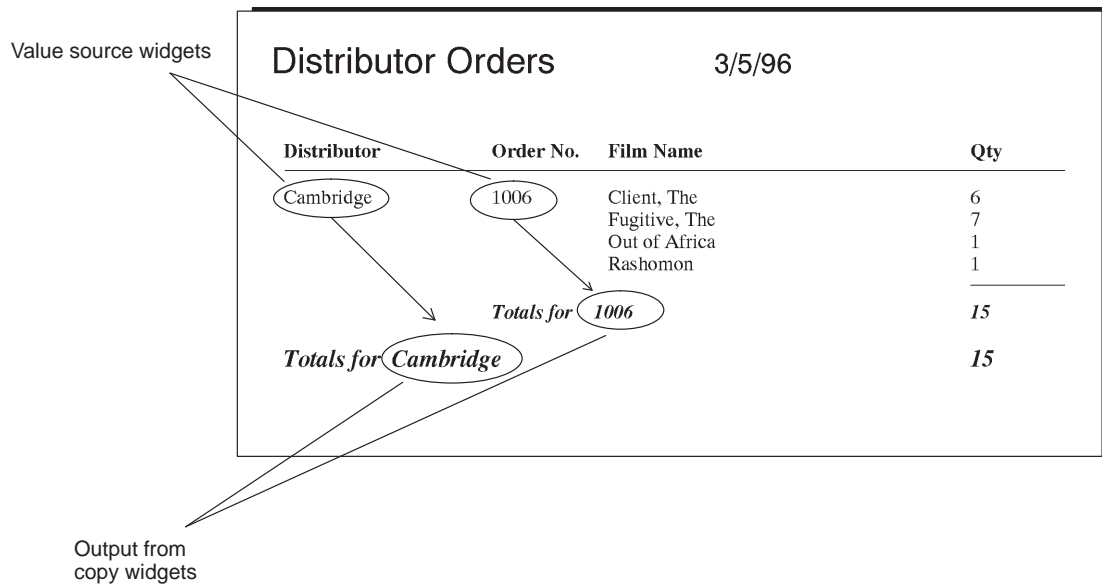 Value source widgets
Distributor Orders 3/5/96
Distributor Order No. Film Name Qty
Cambridge 1006 Client, The 6
Fugitive, The 7
Out of Africa 1
Rashomon 1
Totals for 1006 15
Totals for Cambridge 15
Output from
copy widgets